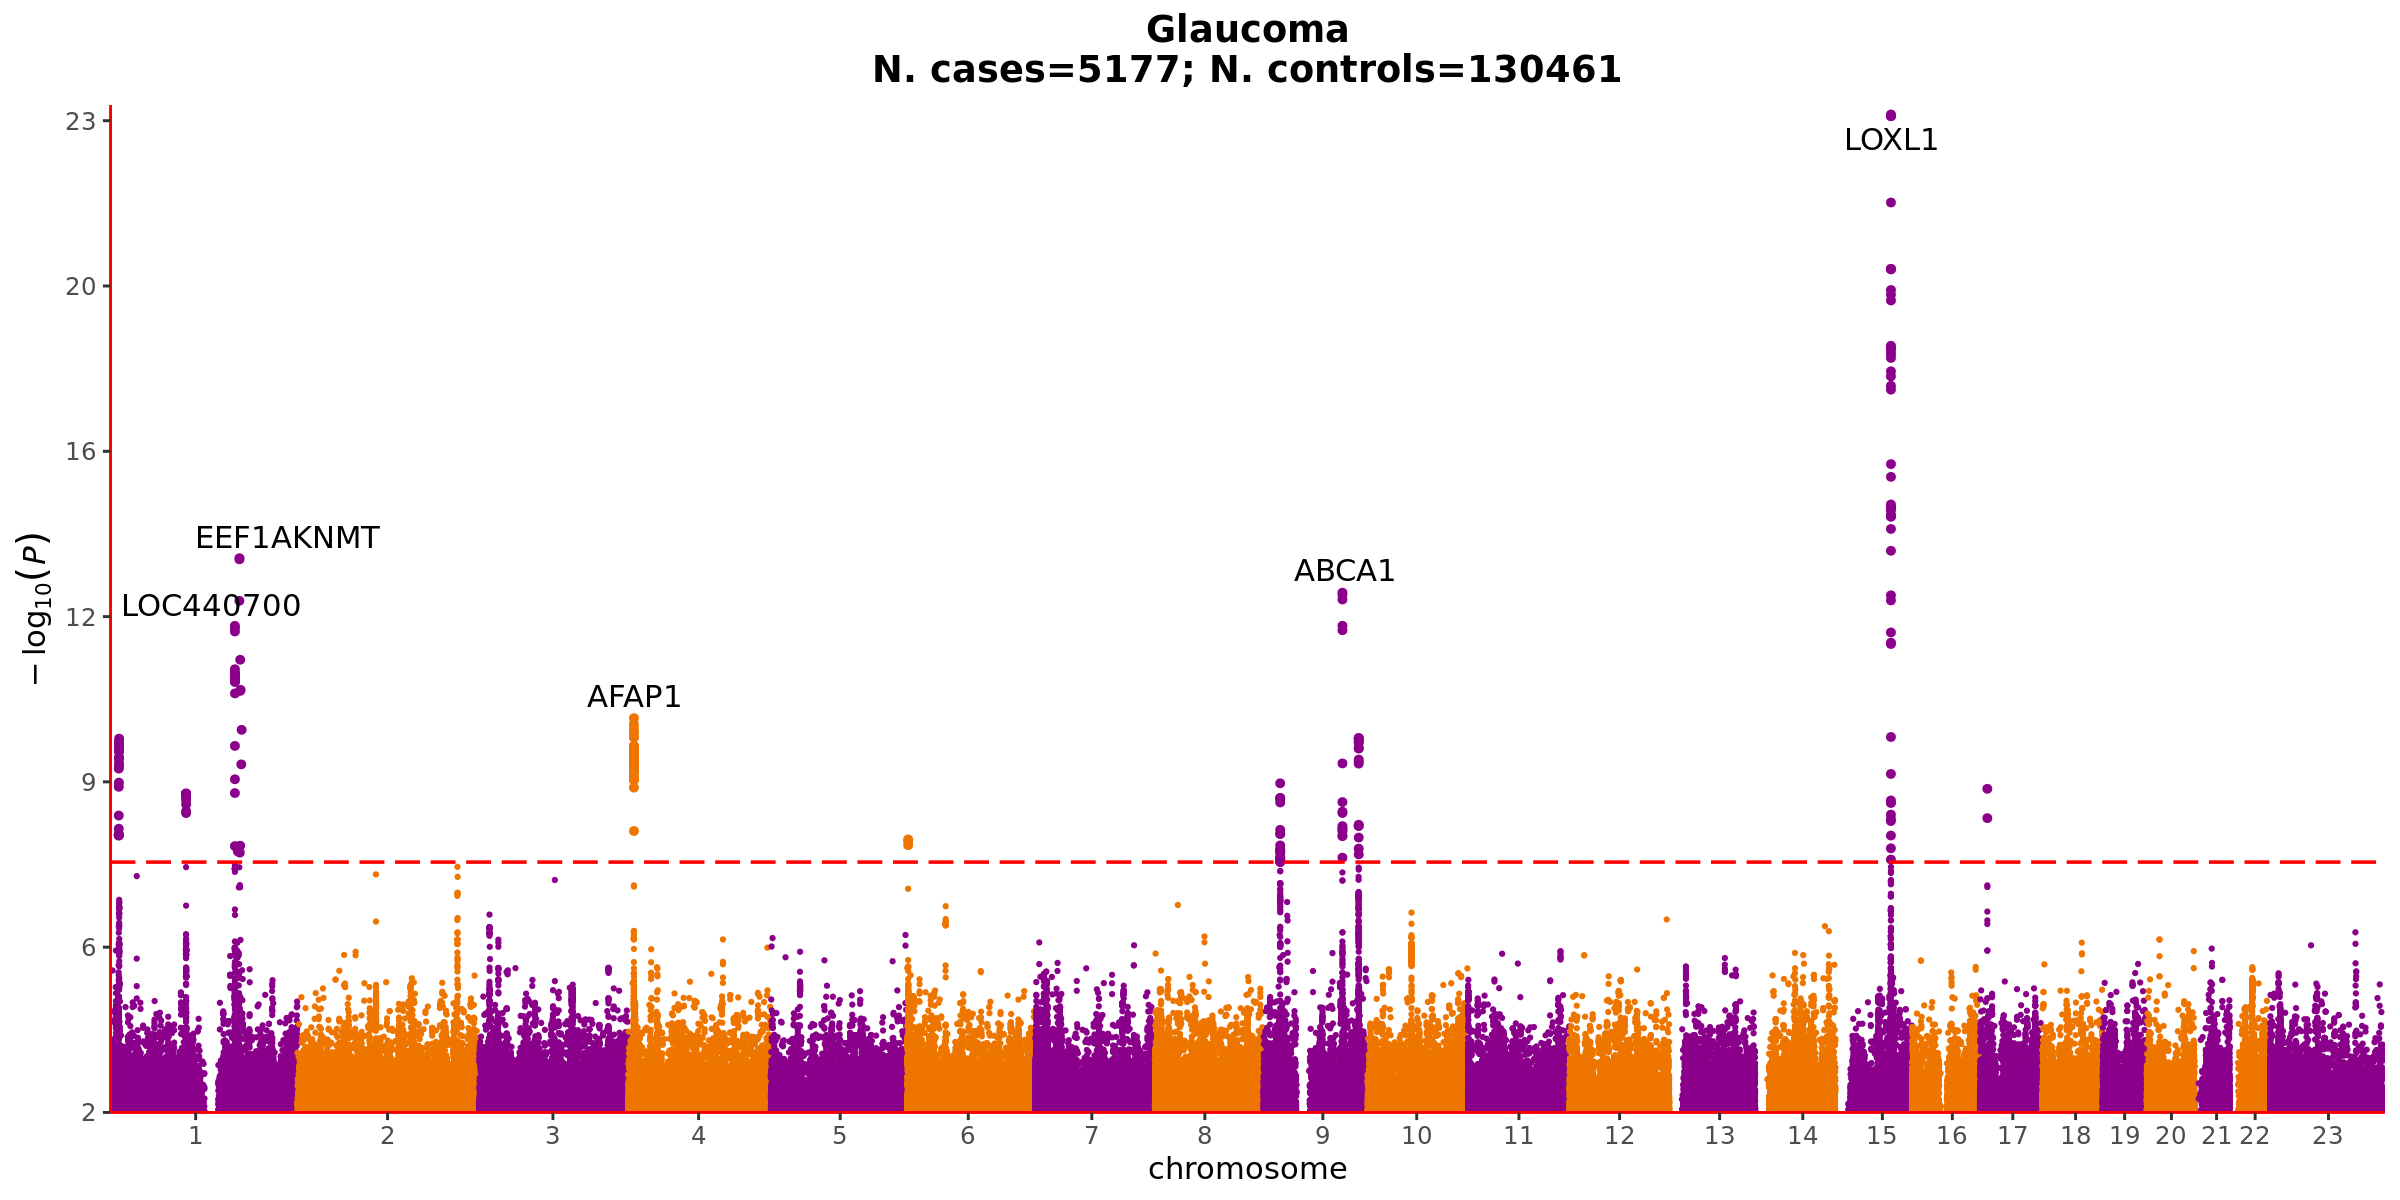 Glaucoma
N. cases=5177; N. controls=130461
23
LOXL1
20
16
EEF1AKNMT
ABCA1
LOC440700
12
− log10(P)
AFAP1
9
6
2
1 2 3 4 5 6 7 8 9 10 11 12 13 14 15 16 17 18 19 20 21 22 23
chromosome